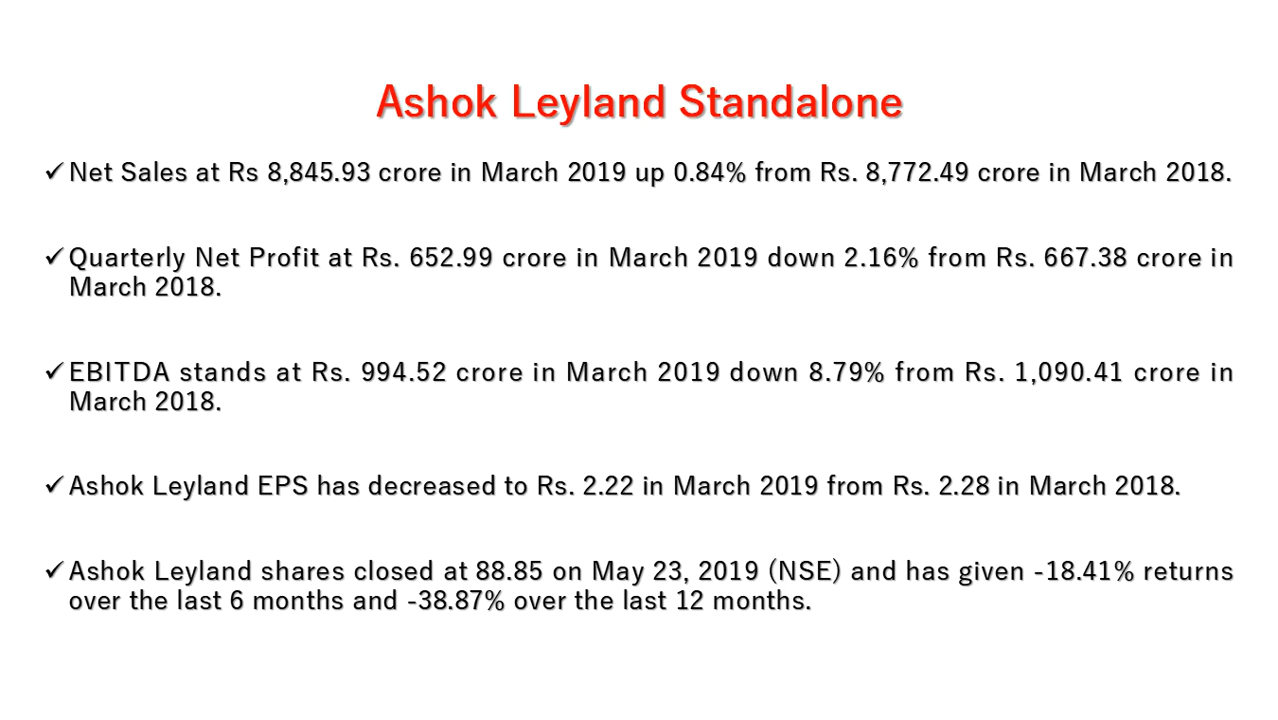 Ashok Leyland Standalone
✓ Net Sales at Rs 8,845.93 crore in March 2019 up 0.84% from Rs. 8,772.49 crore in March 2018.
✓ Quarterly Net Profit at Rs. 652.99 crore in March 2019 down 2.16% from Rs. 667.38 crore in
March 2018.
✓ EBITDA stands at Rs. 994.52 crore in March 2019 down 8.79% from Rs. 1,090.41 crore in
March 2018.
✓ Ashok Leyland EPS has decreased to Rs. 2.22 in March 2019 from Rs. 2.28 in March 2018.
✓ Ashok Leyland shares closed at 88.85 on May 23, 2019 (NSE) and has given -18.41% returns
over the last 6 months and -38.87% over the last 12 months.